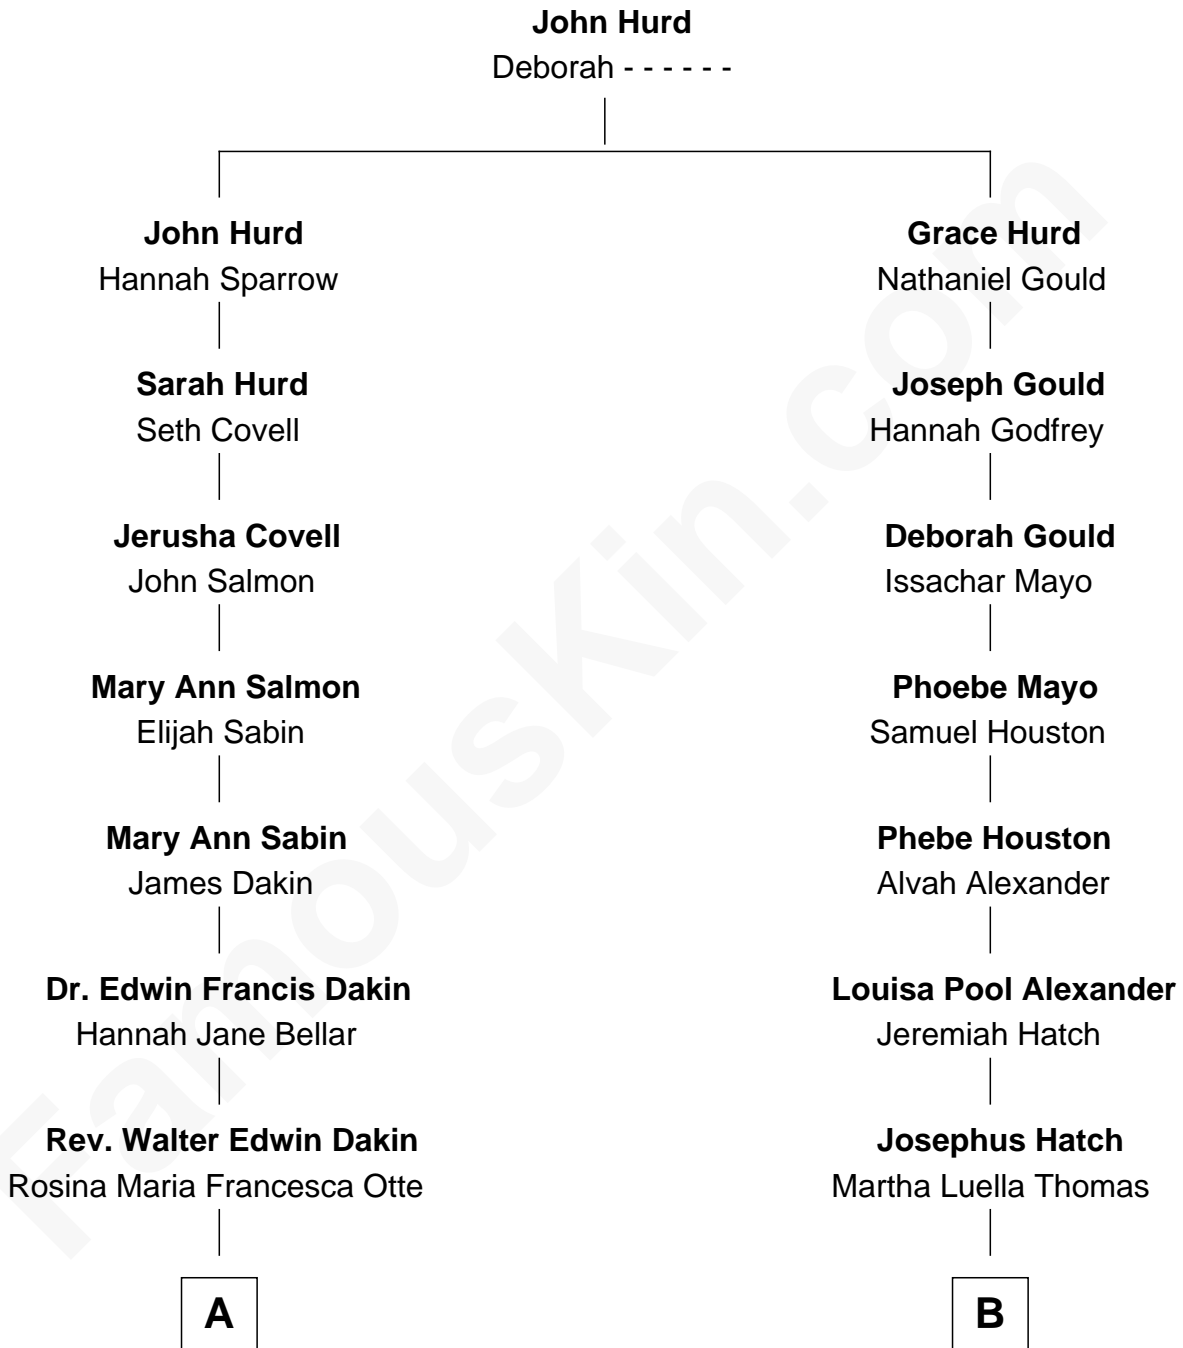 John Hurd
Deborah - - - - - -
John Hurd
Hannah Sparrow
Grace Hurd
Nathaniel Gould
Sarah Hurd
Seth Covell
Joseph Gould
Hannah Godfrey
Jerusha Covell
John Salmon
Deborah Gould
Issachar Mayo
Mary Ann Salmon
Elijah Sabin
Phoebe Mayo
Samuel Houston
Mary Ann Sabin
James Dakin
Phebe Houston
Alvah Alexander
Dr. Edwin Francis Dakin
Hannah Jane Bellar
Louisa Pool Alexander
Jeremiah Hatch
Rev. Walter Edwin Dakin
Rosina Maria Francesca Otte
Josephus Hatch
Martha Luella Thomas
A
B
FamousKin.com